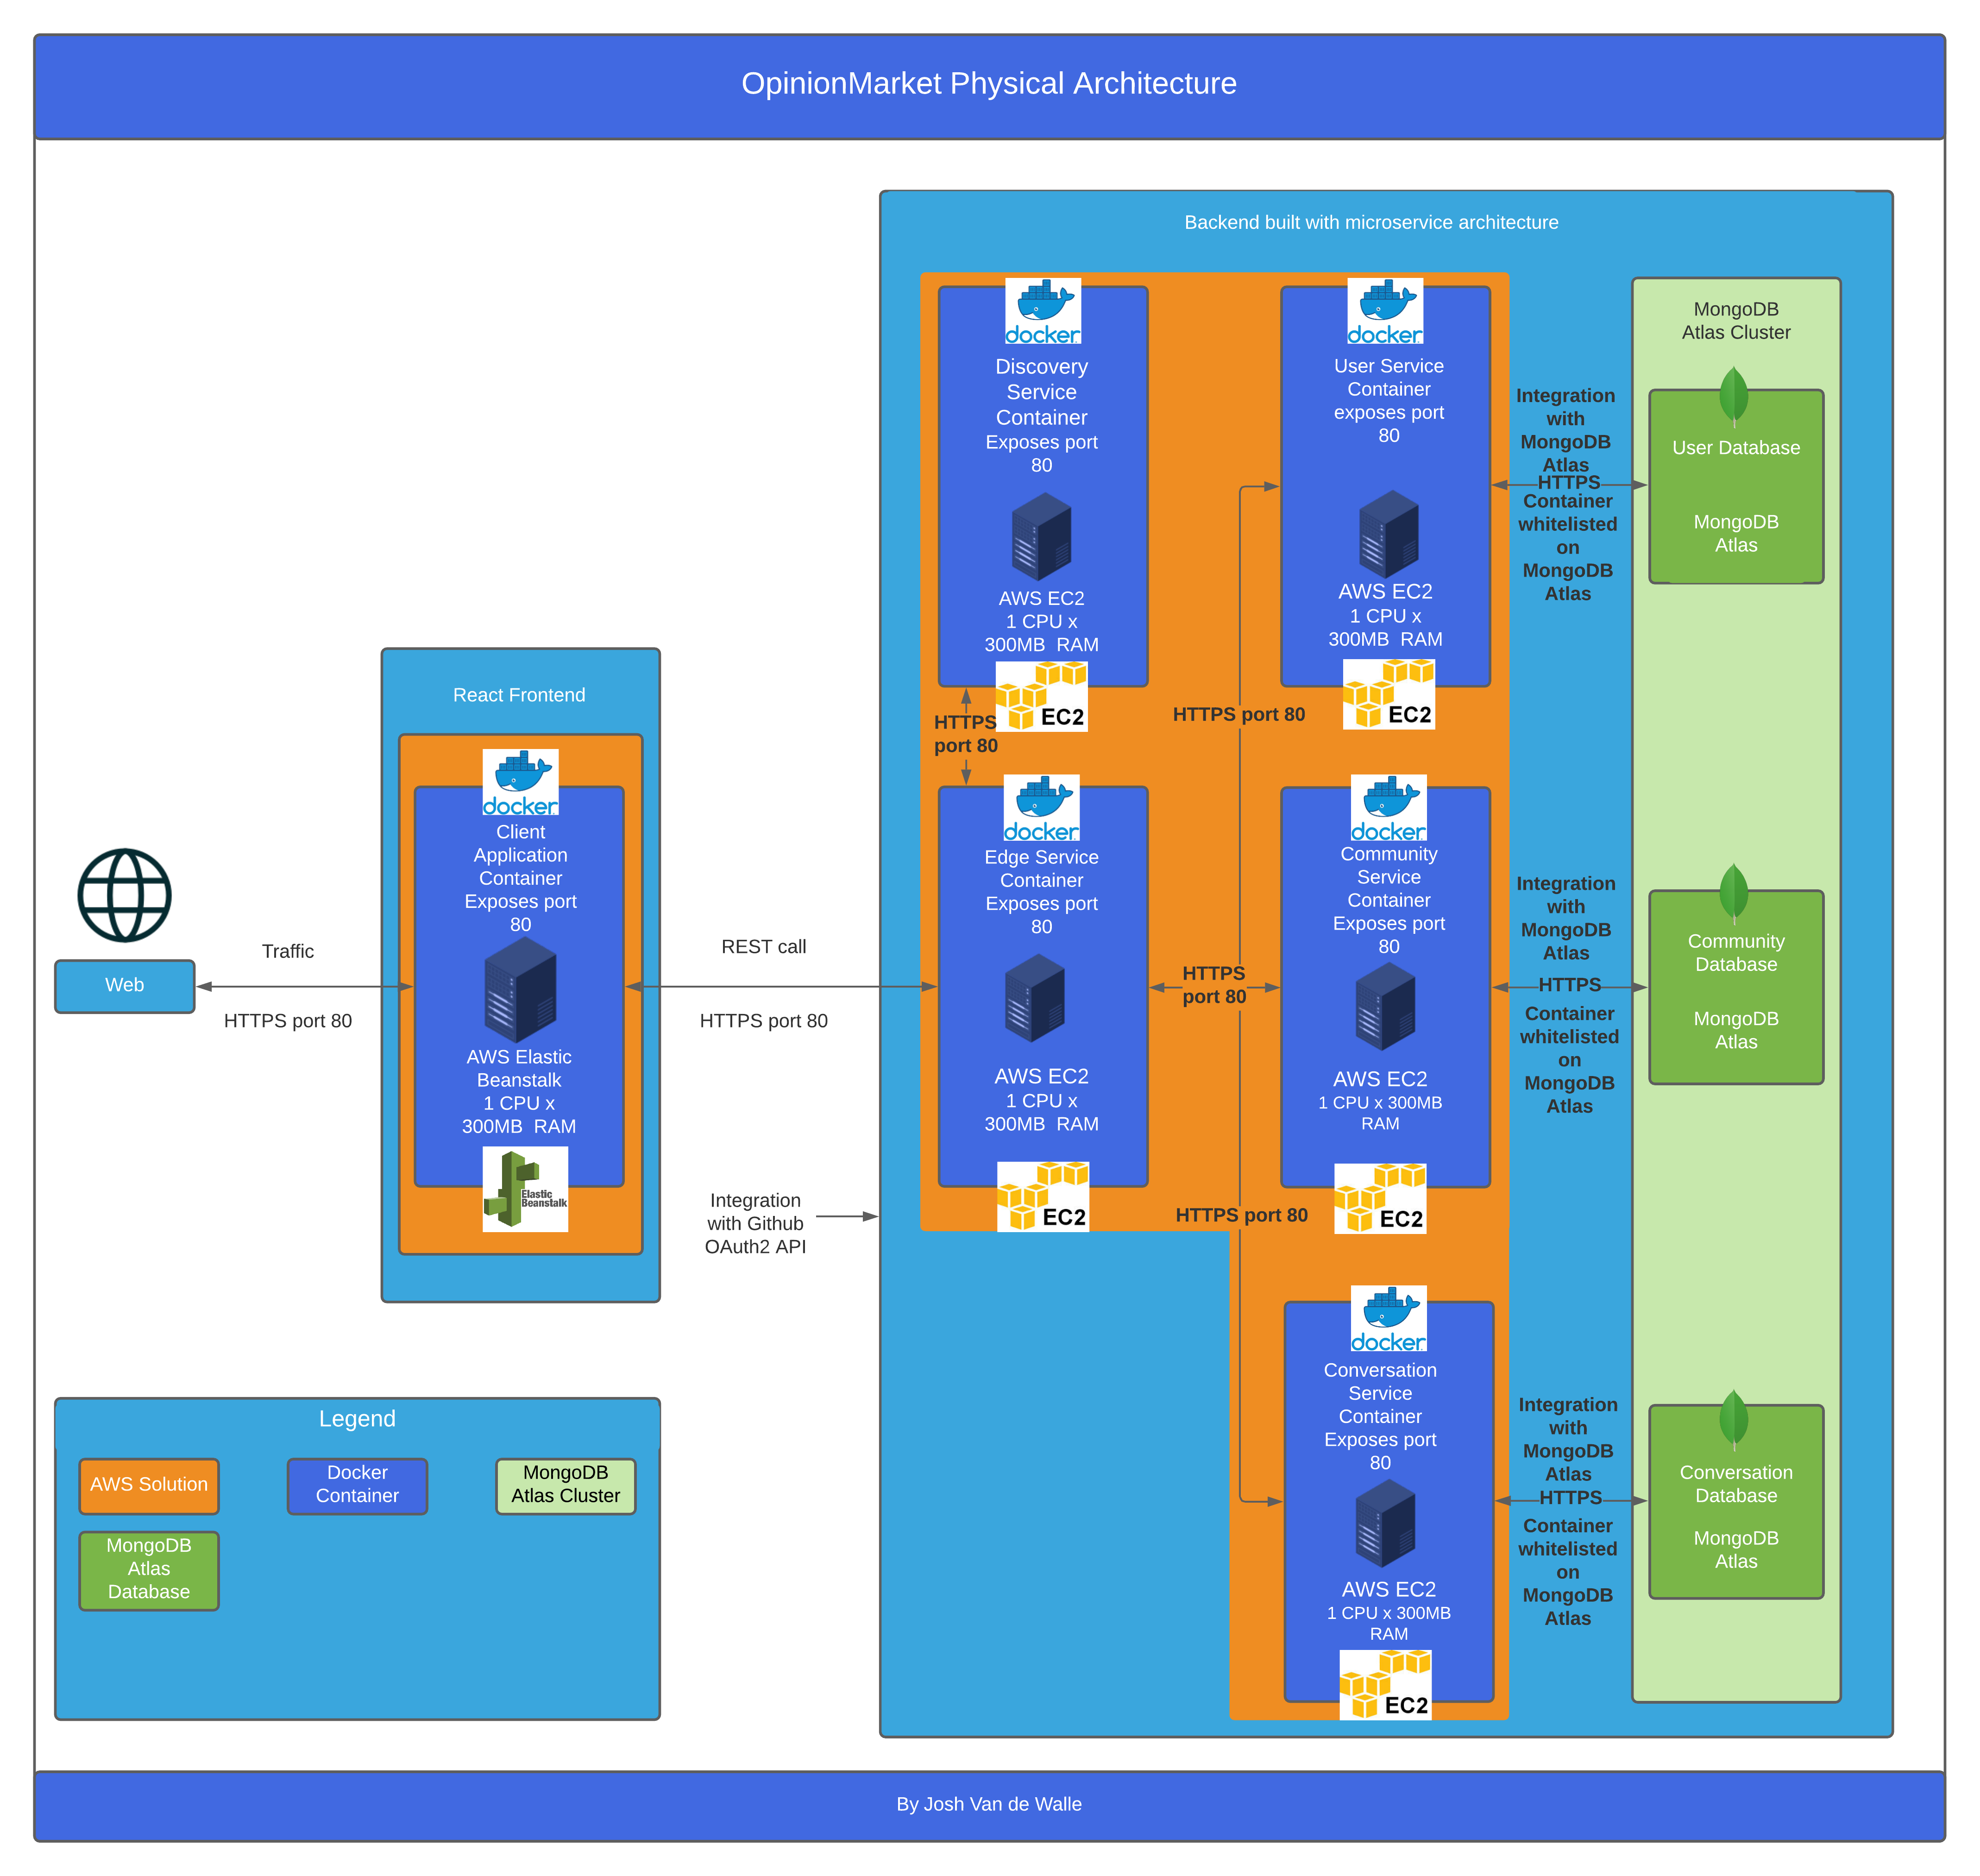 OpinionMarket Physical Architecture
Backend built with microservice architecture
docker
Discovery
Service
Container
Exposes port
80
AWS EC2
1 CPU x
300MB  RAM
EC2
docker
User Service
Container
exposes port
80
AWS EC2
1 CPU x
300MB  RAM
EC2
Integration
with
MongoDB
Atlas
HTTPS
Container
whitelisted
on
MongoDB
Atlas
MongoDB
Atlas Cluster
User Database
MongoDB
Atlas
HTTPS
port 80
HTTPS port 80
React Frontend
docker
Client
Application
Container
Exposes port
80
AWS Elastic
Beanstalk
1 CPU x
300MB  RAM
Elastic
Beanstalk
Web
Traffic
HTTPS port 80
REST call
HTTPS port 80
Integration
with Github
OAuth2 API
docker
Edge Service
Container
Exposes port
80
AWS EC2
1 CPU x
300MB  RAM
EC2
HTTPS
port 80
docker
Community
Service
Container
Exposes port
80
AWS EC2
1 CPU x 300MB
RAM
EC2
Integration
with
MongoDB
Atlas
HTTPS
Container
whitelisted
on
MongoDB
Atlas
Community
Database
MongoDB
Atlas
HTTPS port 80
docker
Conversation
Service
Container
Exposes port
80
AWS EC2
1 CPU x 300MB
RAM
EC2
Integration
with
MongoDB
Atlas
HTTPS
Container
whitelisted
on
MongoDB
Atlas
Conversation
Database
MongoDB
Atlas
Legend
AWS Solution
Docker
Container
MongoDB
Atlas Cluster
MongoDB
Atlas
Database
By Josh Van de Walle